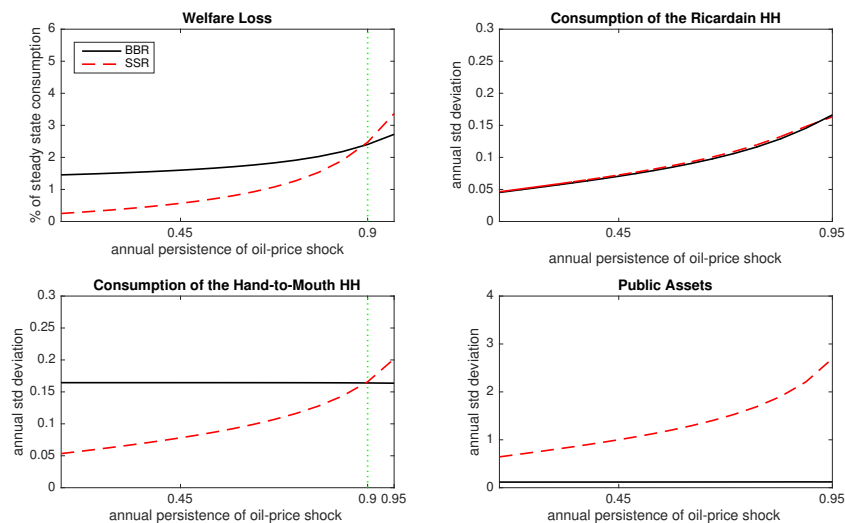 Welfare Loss
% of steady state consumption
6
5
4
3
2
1
0
BBR
SSR
0.45
0.9
annual persistence of oil-price shock
Consumption of the Ricardain HH
annual std deviation
0.3
0.25
0.2
0.15
0.1
0.05
0
0.45
0.95
annual persistence of oil-price shock
Consumption of the Hand-to-Mouth HH
annual std deviation
0.3
0.25
0.2
0.15
0.1
0.05
0
0.45
0.9 0.95
annual persistence of oil-price shock
Public Assets
annual std deviation
4
3
2
1
0
0.45
0.95
annual persistence of oil-price shock